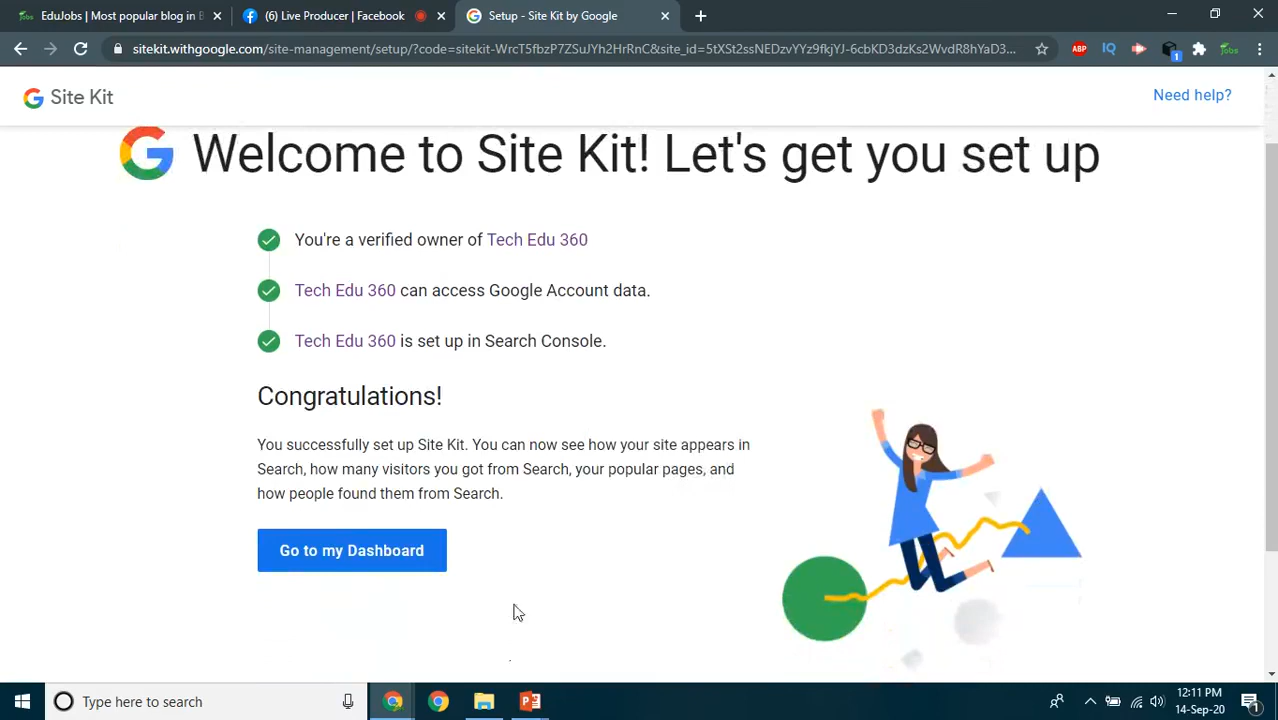 EduJobs | Most popular blog in B
(6) Live Producer | Facebook
Setup - Site Kit by Google
sitekit.withgoogle.com/site-management/setup/?code=sitekit-WrcT5fbzP7ZSuJYh2HrRnC&site_id=5tXSt2ssNEDzvYYz9fkjYJ-6cbKD3dzKs2WvdR8hYaD3...
ABP
IQ
1
Jobs
Site Kit
Need help?
Welcome to Site Kit! Let's get you set up
You're a verified owner of Tech Edu 360
Tech Edu 360 can access Google Account data.
Tech Edu 360 is set up in Search Console.
Congratulations!
You successfully set up Site Kit. You can now see how your site appears in
Search, how many visitors you got from Search, your popular pages, and
how people found them from Search.
Go to my Dashboard
Type here to search
12:11 PM
14-Sep-20
1